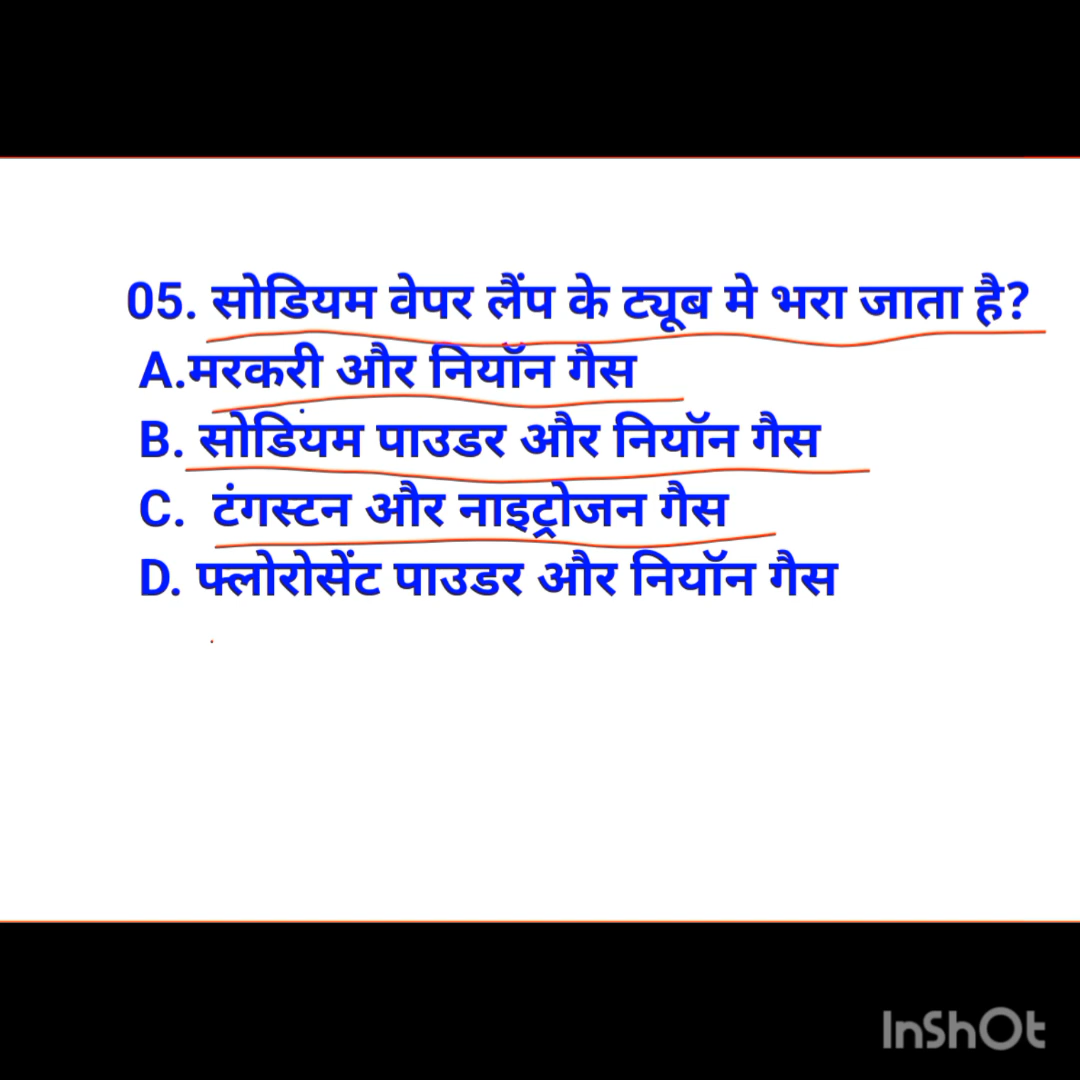 05. सोडियम वेपर लैंप के ट्यूब मे भरा जाता है?
A.मरकरी और नियॉन गैस
B. सोडियम पाउडर और नियॉन गैस
C. टंगस्टन और नाइट्रोजन गैस
D. फ्लोरोसेंट पाउडर और नियॉन गैस
InShOt